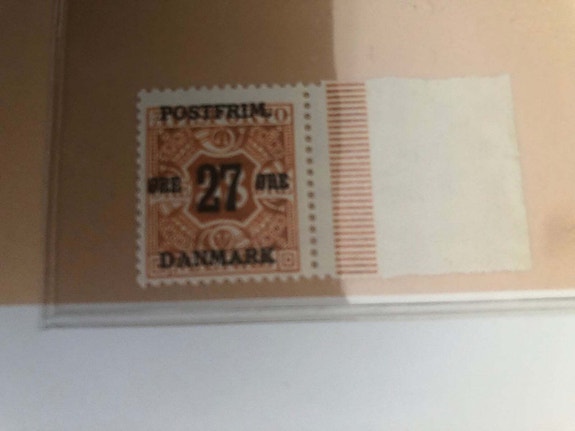 POSTFRIM.
ØRE 27 ØRE
DANMARK